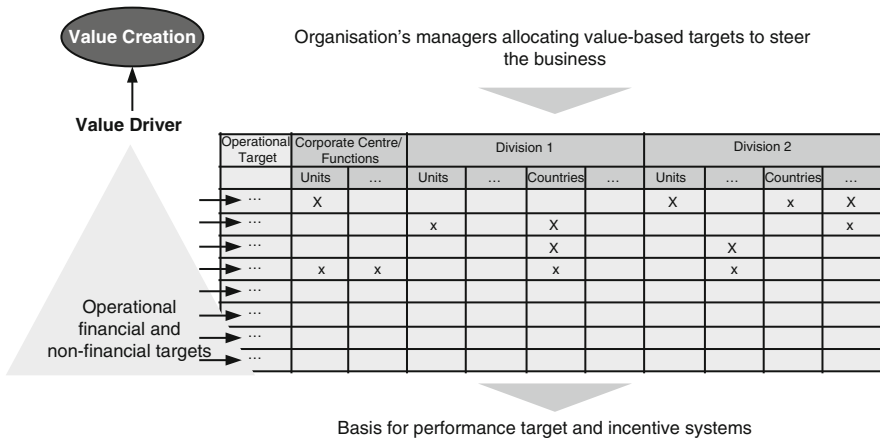 Value Creation
Organisation's managers allocating value-based targets to steer
the business
Value Driver
Operational
Target
Corporate Centre/
Functions
Division 1
Division 2
Units
...
Units
...
Countries
...
Units
...
Countries
...
... X X x X
... x X x
... X X
... x x x x
...
...
...
...
Operational
financial and
non-financial targets
Basis for performance target and incentive systems